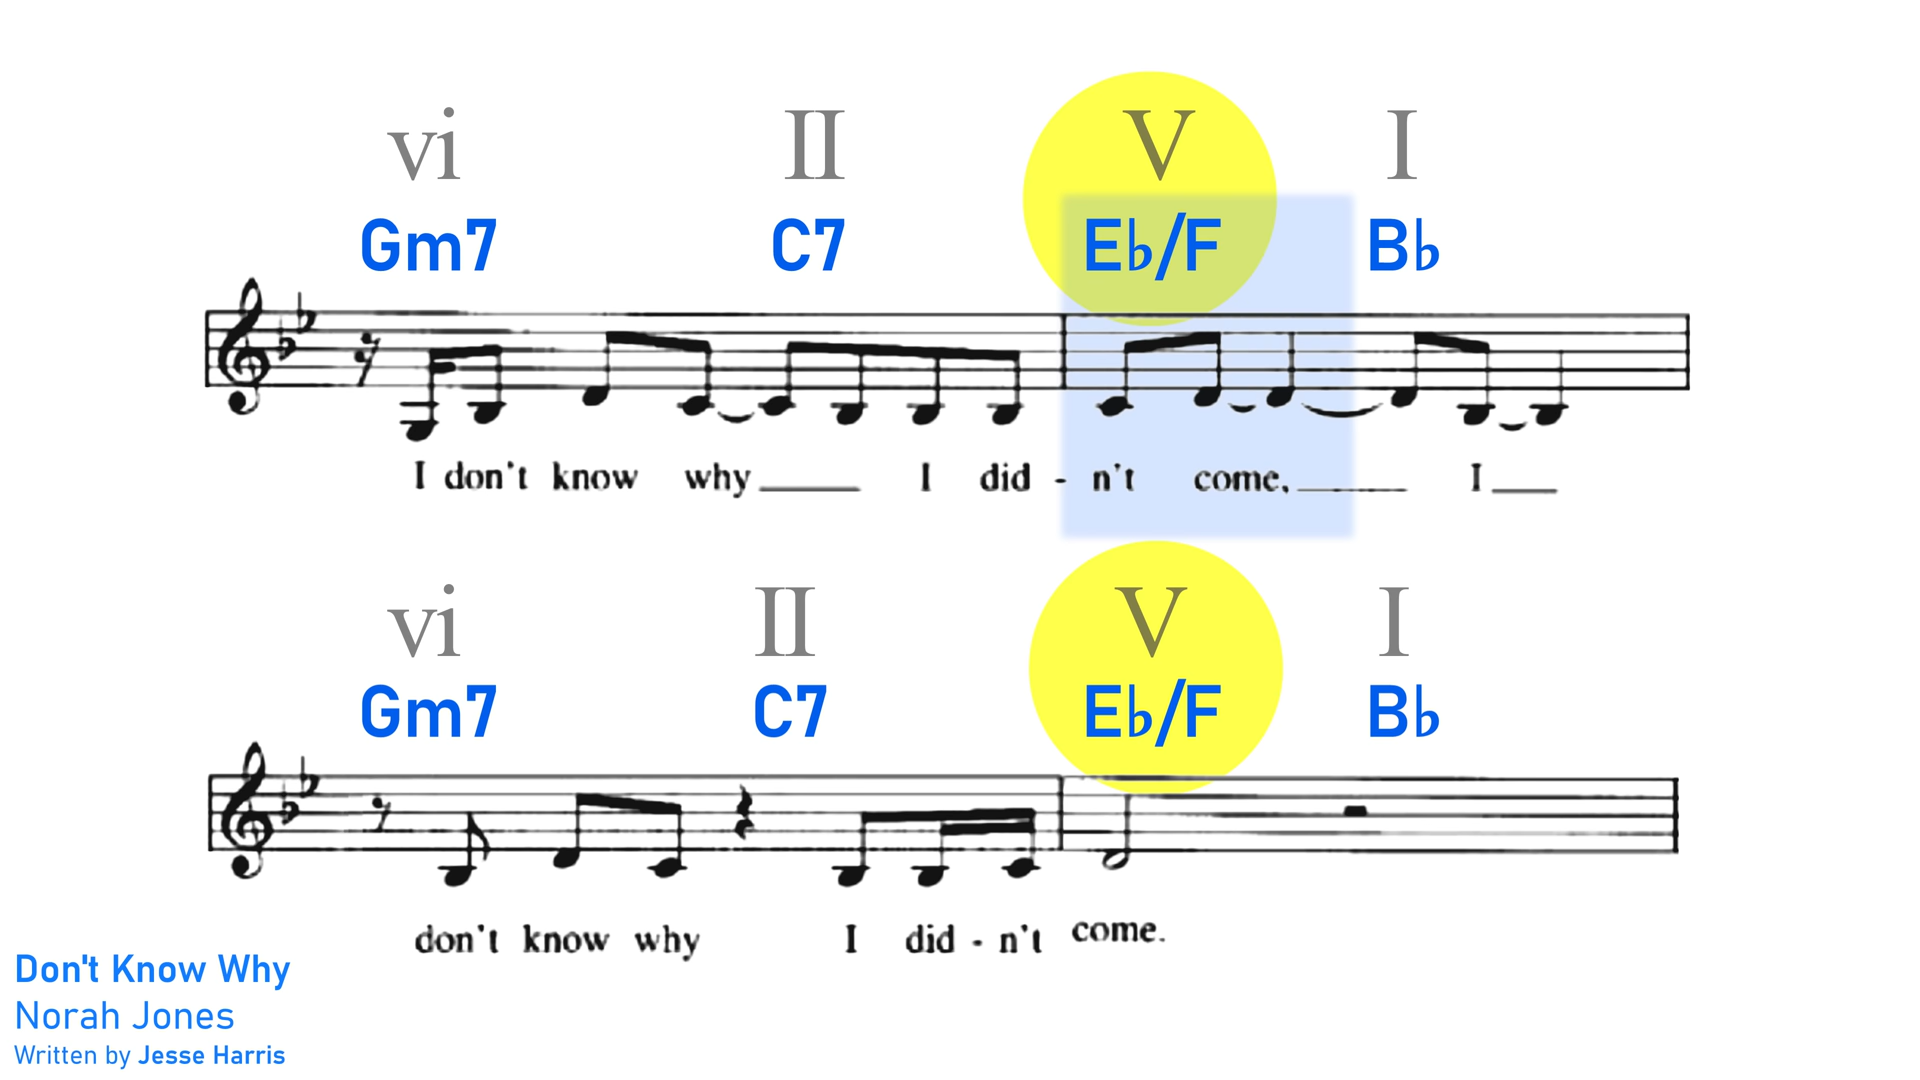 vi II V I
Gm7 C7 E♭/F B♭
I don't know why I did - n't come, I
vi II V I
Gm7 C7 E♭/F B♭
don't know why I did - n't come.
Don't Know Why
Norah Jones
Written by Jesse Harris